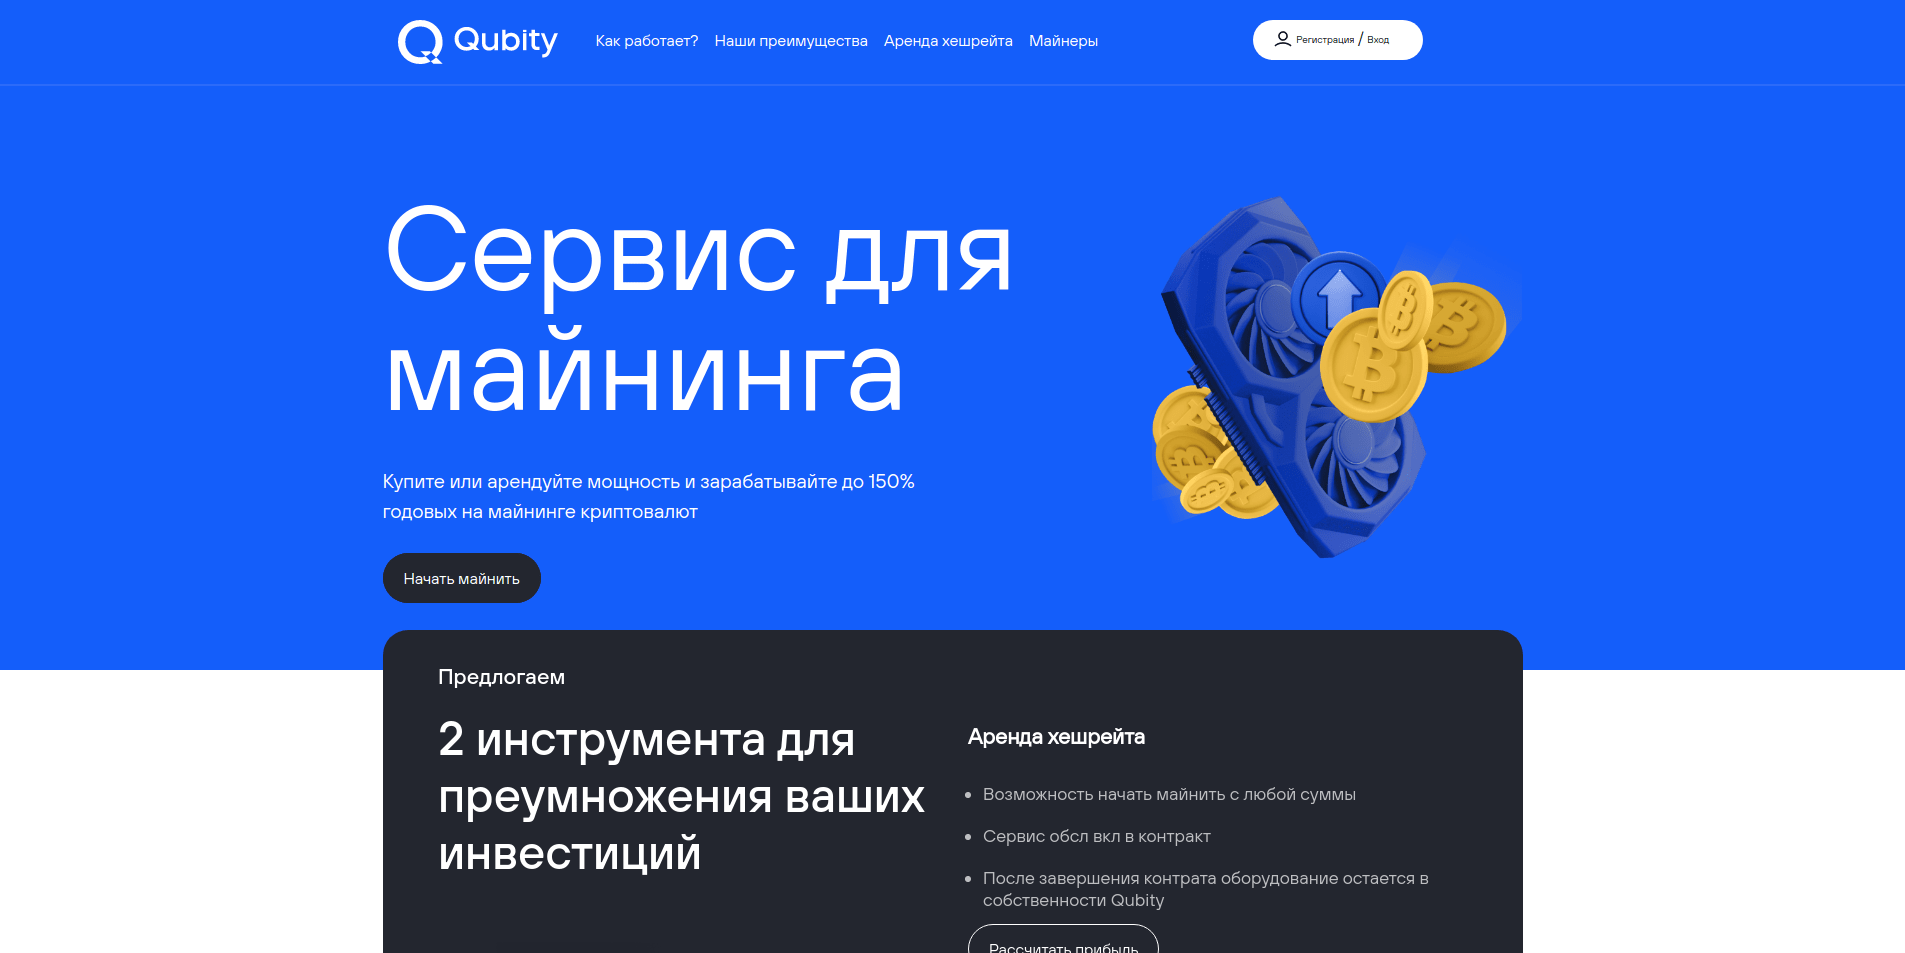 Qubity
Как работает? Наши преимущества Аренда хешрейта Майнеры
Регистрация / Вход
Сервис для
майнинга
Купите или арендуйте мощность и зарабатывайте до 150%
годовых на майнинге криптовалют
Начать майнить
Предлогаем
2 инструмента для
преумножения ваших
инвестиций
Аренда хешрейта
Возможность начать майнить с любой суммы
Сервис обсл вкл в контракт
После завершения контрата оборудование остается в
собственности Qubity
Рассчитать прибыль